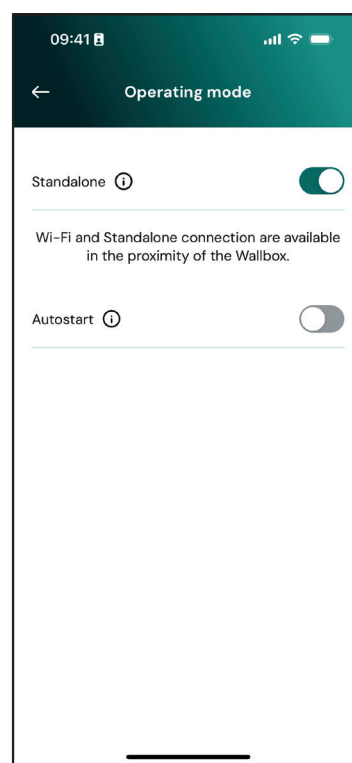 09:41
Operating mode
Standalone
Wi-Fi and Standalone connection are available
in the proximity of the Wallbox.
Autostart